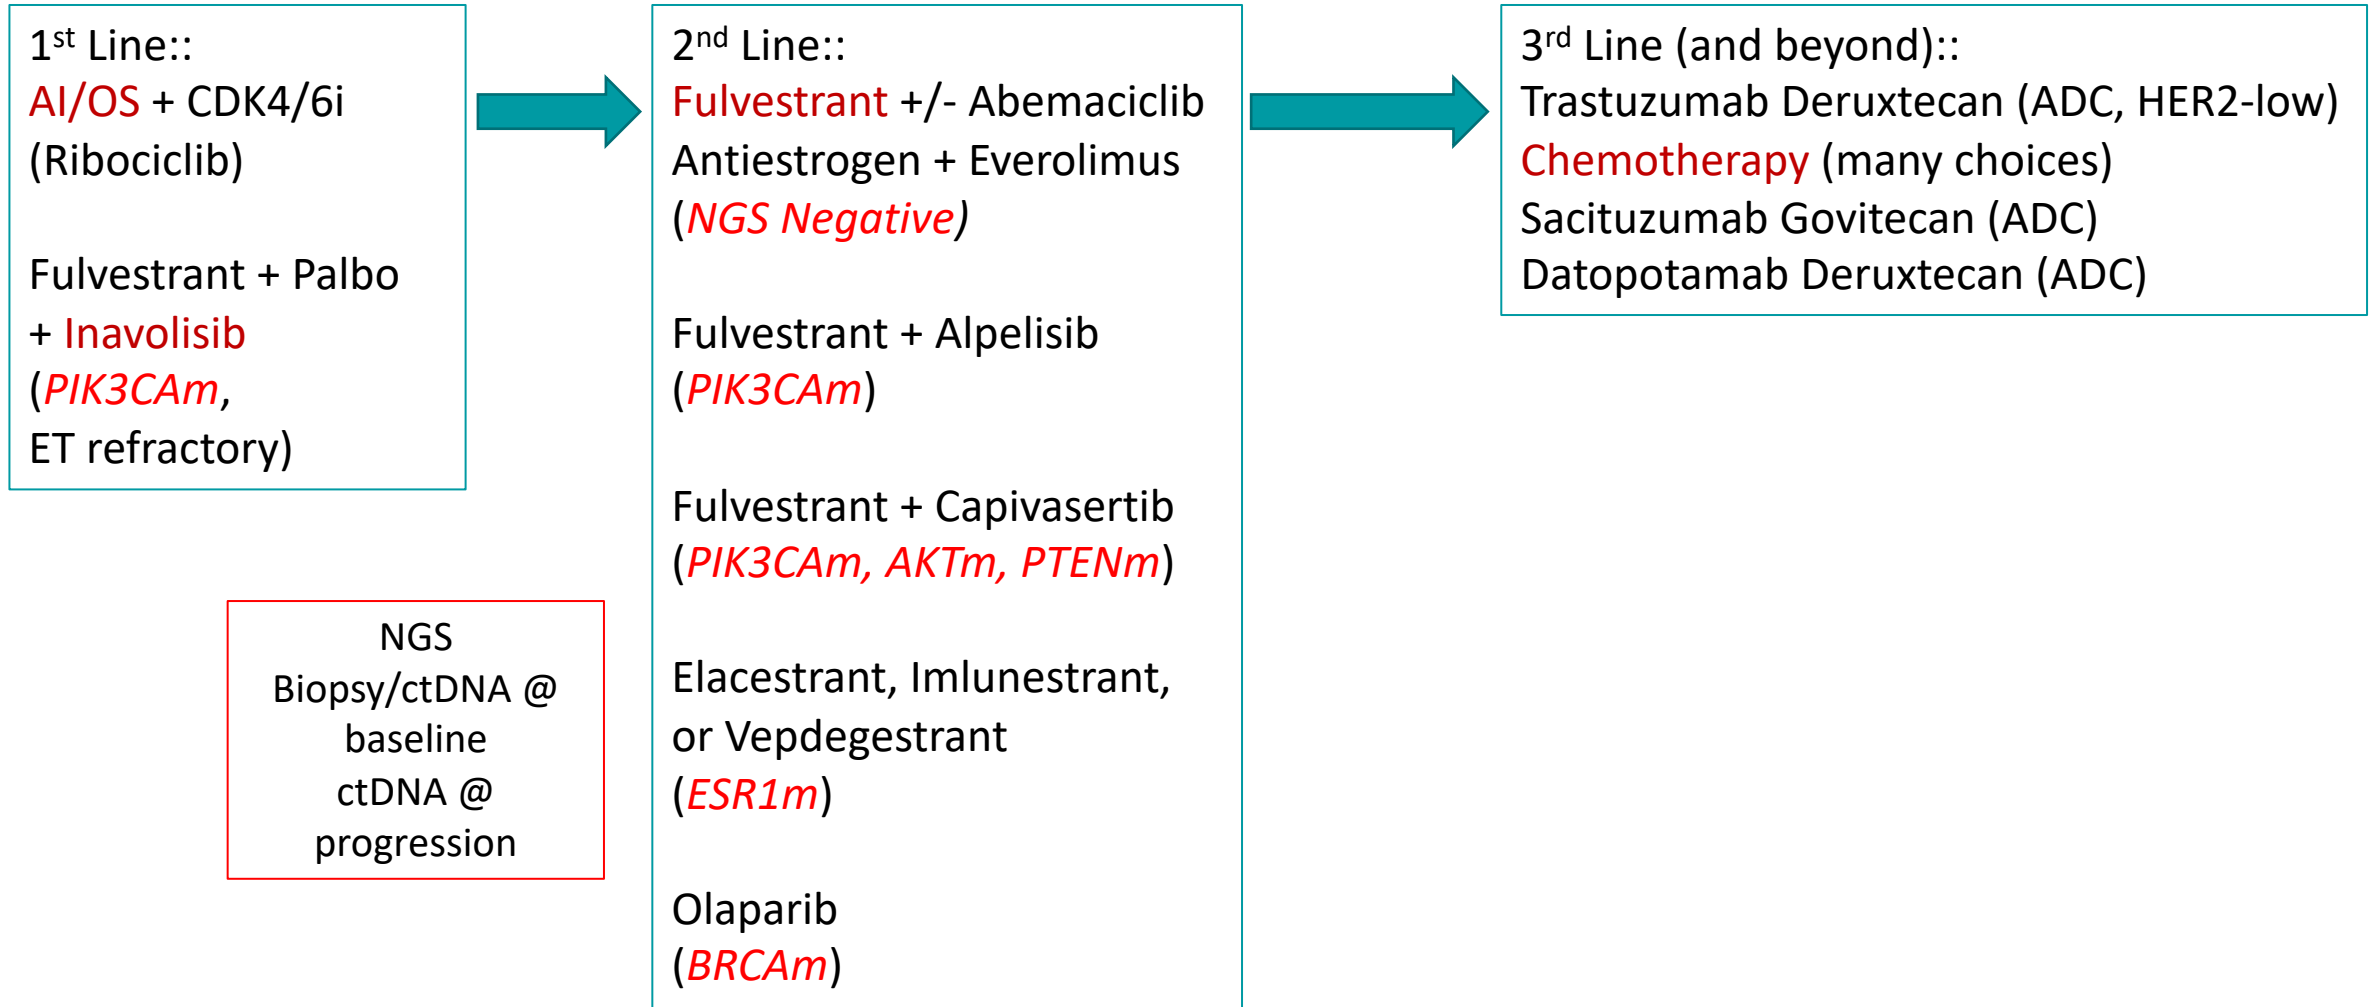 1st Line::
AI/OS + CDK4/6i
(Ribociclib)
Fulvestrant + Palbo
+ Inavolisib
(PIK3CAm,
ET refractory)
NGS
Biopsy/ctDNA @
baseline
ctDNA @
progression
2nd Line::
Fulvestrant +/- Abemaciclib
Antiestrogen + Everolimus
(NGS Negative)
Fulvestrant + Alpelisib
(PIK3CAm)
Fulvestrant + Capivasertib
(PIK3CAm, AKTm, PTENm)
Elacestrant, Imlunestrant,
or Vepdegestrant
(ESR1m)
Olaparib
(BRCAm)
3rd Line (and beyond)::
Trastuzumab Deruxtecan (ADC, HER2-low)
Chemotherapy (many choices)
Sacituzumab Govitecan (ADC)
Datopotamab Deruxtecan (ADC)